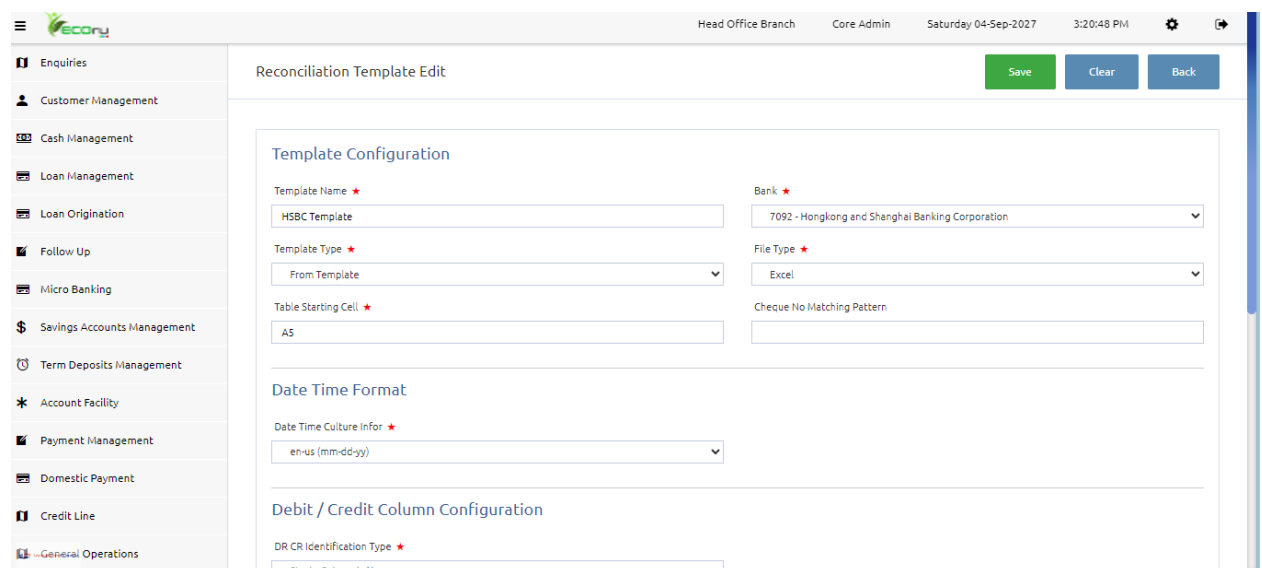 ecory
Head Office Branch Core Admin Saturday 04-Sep-2027 3:20:48 PM
Enquiries
Customer Management
Cash Management
Loan Management
Loan Origination
Follow Up
Micro Banking
Savings Accounts Management
Term Deposits Management
Account Facility
Payment Management
Domestic Payment
Credit Line
General Operations
Reconciliation Template Edit
Save Clear Back
Template Configuration
Template Name ★ Bank ★
HSBC Template 7092 - Hongkong and Shanghai Banking Corporation
Template Type ★ File Type ★
From Template Excel
Table Starting Cell ★ Cheque No Matching Pattern
A5
Date Time Format
Date Time Culture Infor ★
en-us (mm-dd-yy)
Debit / Credit Column Configuration
DR CR Identification Type ★